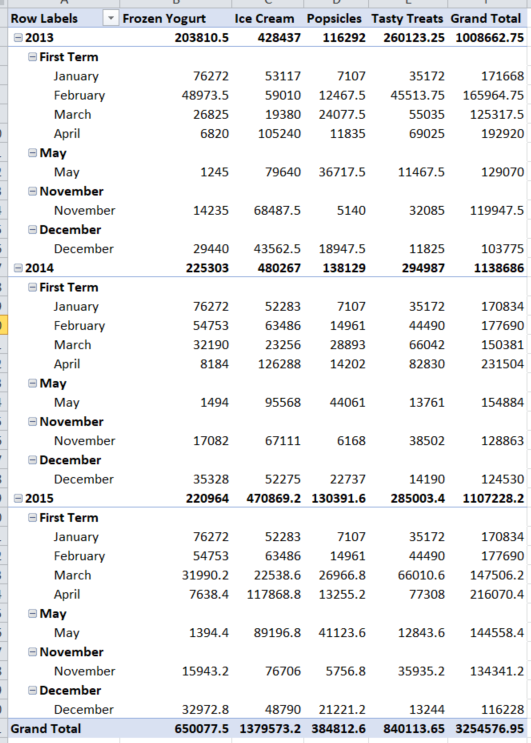 Row Labels Frozen Yogurt Ice Cream Popsicles Tasty Treats Grand Total
2013 203810.5 428437 116292 260123.25 1008662.75
First Term
January 76272 53117 7107 35172 171668
February 48973.5 59010 12467.5 45513.75 165964.75
March 26825 19380 24077.5 55035 125317.5
April 6820 105240 11835 69025 192920
May
May 1245 79640 36717.5 11467.5 129070
November
November 14235 68487.5 5140 32085 119947.5
December
December 29440 43562.5 18947.5 11825 103775
2014 225303 480267 138129 294987 1138686
First Term
January 76272 52283 7107 35172 170834
February 54753 63486 14961 44490 177690
March 32190 23256 28893 66042 150381
April 8184 126288 14202 82830 231504
May
May 1494 95568 44061 13761 154884
November
November 17082 67111 6168 38502 128863
December
December 35328 52275 22737 14190 124530
2015 220964 470869.2 130391.6 285003.4 1107228.2
First Term
January 76272 52283 7107 35172 170834
February 54753 63486 14961 44490 177690
March 31990.2 22538.6 26966.8 66010.6 147506.2
April 7638.4 117868.8 13255.2 77308 216070.4
May
May 1394.4 89196.8 41123.6 12843.6 144558.4
November
November 15943.2 76706 5756.8 35935.2 134341.2
December
December 32972.8 48790 21221.2 13244 116228
Grand Total 650077.5 1379573.2 384812.6 840113.65 3254576.95